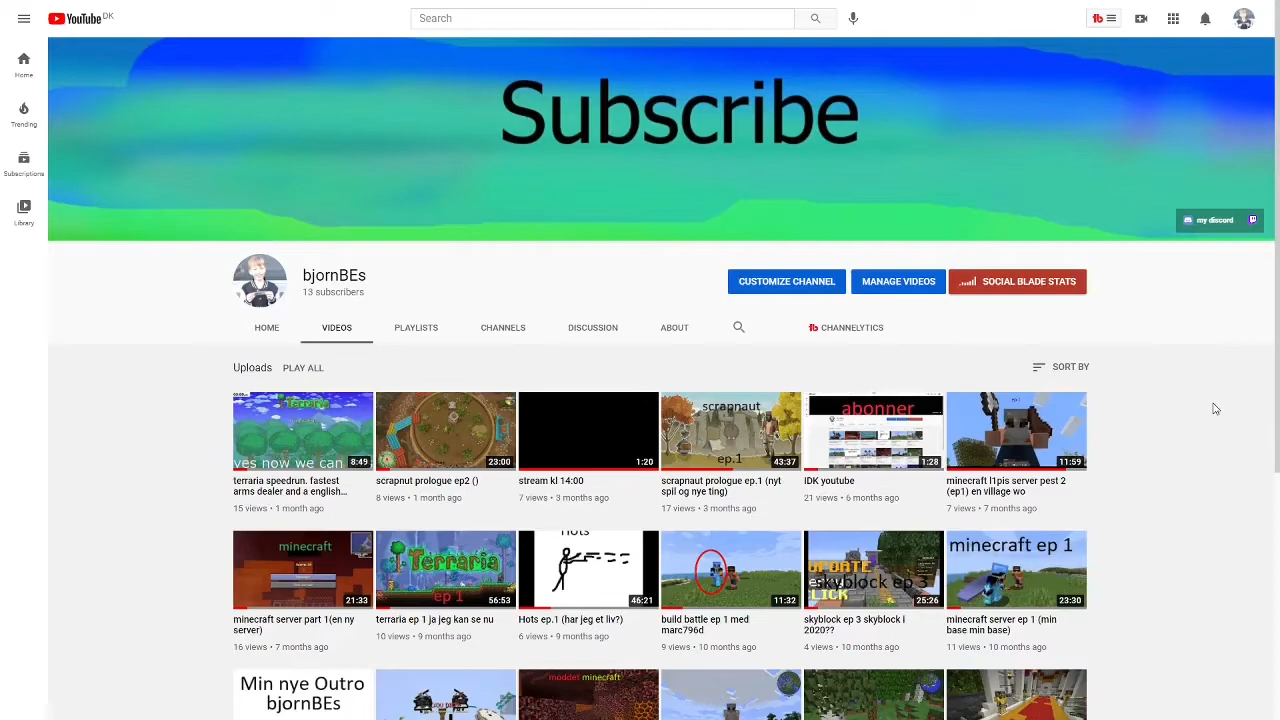 YouTube DK
Search
Home
Trending
Subscriptions
Library
Subscribe
my discord
bjornBEs
13 subscribers
CUSTOMIZE CHANNEL
MANAGE VIDEOS
SOCIAL BLADE STATS
HOME
VIDEOS
PLAYLISTS
CHANNELS
DISCUSSION
ABOUT
CHANNELYTICS
Uploads
PLAY ALL
SORT BY
Terraria
yes now we can
8:49
23:00
1:20
scrapnaut
ep.1
43:37
abonner
1:28
ep.1
11:59
terraria speedrun. fastest
arms dealer and a english...
15 views • 1 month ago
scrapnut prologue ep2 ()
8 views • 1 month ago
stream kl 14:00
7 views • 3 months ago
scrapnaut prologue ep.1 (nyt
spil og nye ting)
17 views • 3 months ago
IDK youtube
21 views • 6 months ago
minecraft l1pis server pest 2
(ep1) en village wo
7 views • 7 months ago
minecraft
21:33
Terraria
ep 1
56:53
Hots
46:21
11:32
UPDATE
skyblock ep 3
CLICK
25:26
minecraft ep 1
23:30
minecraft server part 1(en ny
server)
16 views • 7 months ago
terraria ep 1 ja jeg kan se nu
10 views • 9 months ago
Hots ep.1 (har jeg et liv?)
6 views • 9 months ago
build battle ep 1 med
marc796d
9 views • 10 months ago
skyblock ep 3 skyblock i
2020??
4 views • 10 months ago
minecraft server ep 1 (min
base min base)
11 views • 10 months ago
Min nye Outro
bjornBEs
moddet minecraft